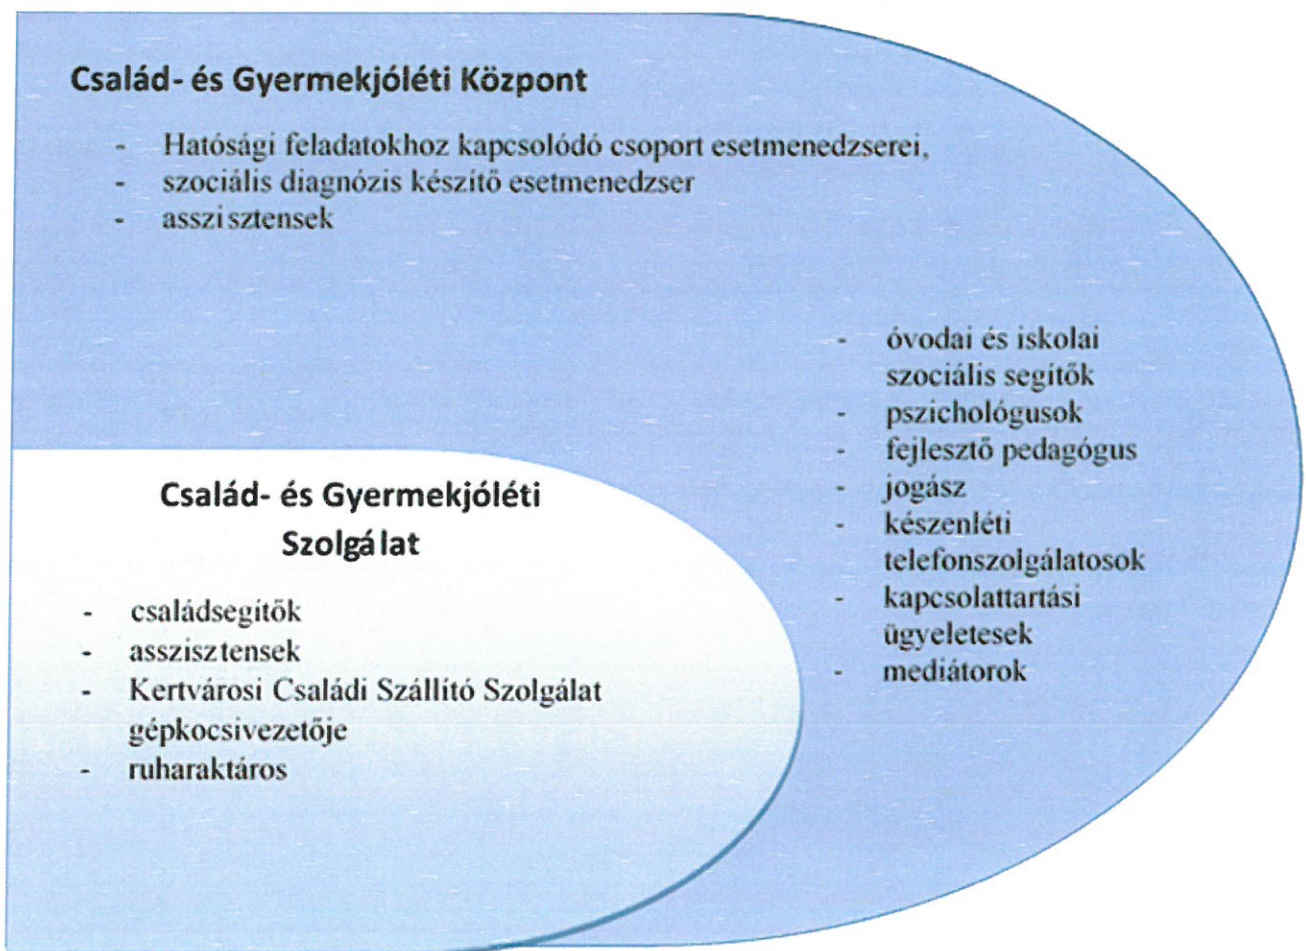 Család- és Gyermekjóléti Központ
- Hatósági feladatokhoz kapcsolódó csoport esetmenedzserei,
- szociális diagnózis készítő esetmenedzser
- asszisztensek
- óvodai és iskolai
szociális segítők
- pszichológusok
- fejlesztő pedagógus
- jogász
- készenléti
telefonszolgálatosok
- kapcsolattartási
ügyeletesek
- mediátorok
Család- és Gyermekjóléti
Szolgálat
- családsegítők
- asszisztensek
- Kertvárosi Családi Szállító Szolgálat
gépkocsivezetője
- ruharaktáros